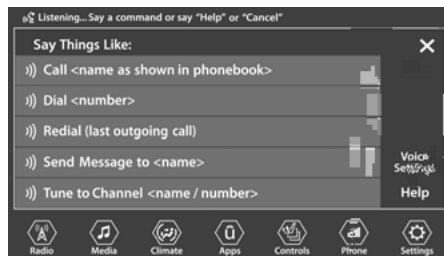 Listening... Say a command or say "Help" or "Cancel"
Say Things Like:
Call <name as shown in phonebook>
Dial <number>
Redial (last outgoing call)
Send Message to <name>
Tune to Channel <name / number>
Voice
Settings
Help
Radio
Media
Climate
Apps
Controls
Phone
Settings